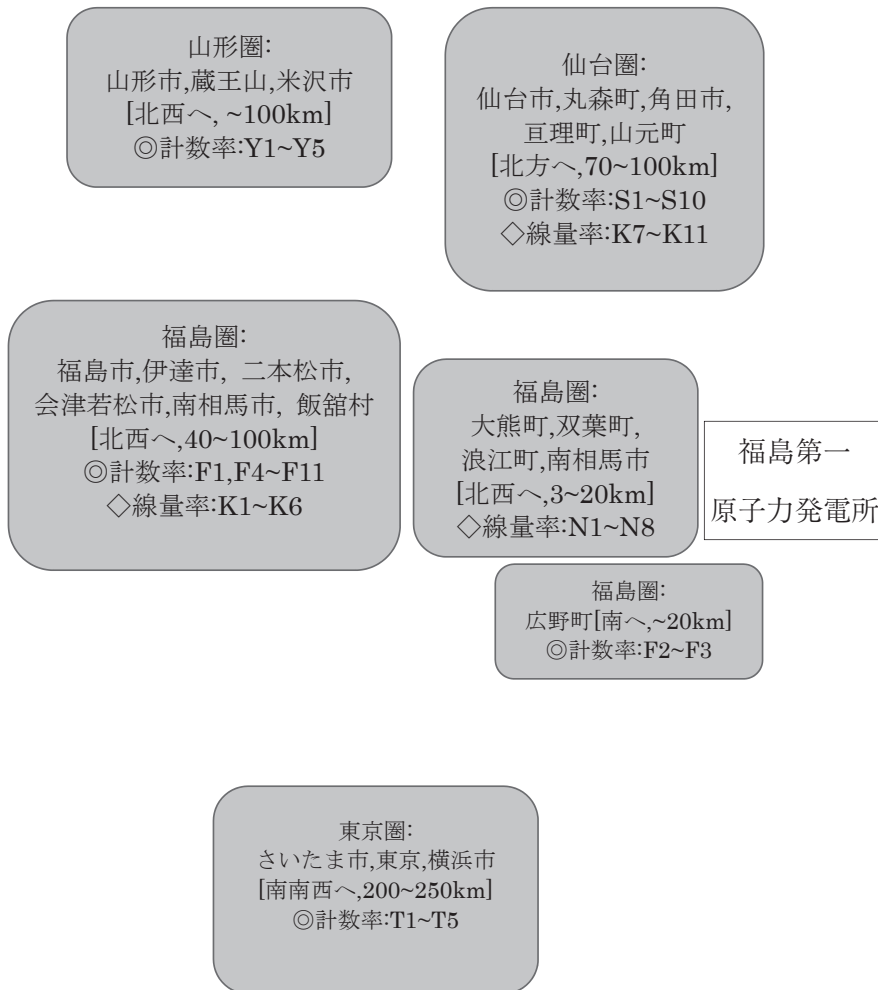 山形圏:
山形市,蔵王山,米沢市
[北西へ, ~100km]
◎計数率:Y1~Y5
仙台圏:
仙台市,丸森町,角田市,
亘理町,山元町
[北方へ,70~100km]
◎計数率:S1~S10
◇線量率:K7~K11
福島圏:
福島市,伊達市, 二本松市,
会津若松市,南相馬市, 飯舘村
[北西へ,40~100km]
◎計数率:F1,F4~F11
◇線量率:K1~K6
福島圏:
大熊町,双葉町,
浪江町,南相馬市
[北西へ,3~20km]
◇線量率:N1~N8
福島第一
原子力発電所
福島圏:
広野町[南へ,~20km]
◎計数率:F2~F3
東京圏:
さいたま市,東京,横浜市
[南南西へ,200~250km]
◎計数率:T1~T5